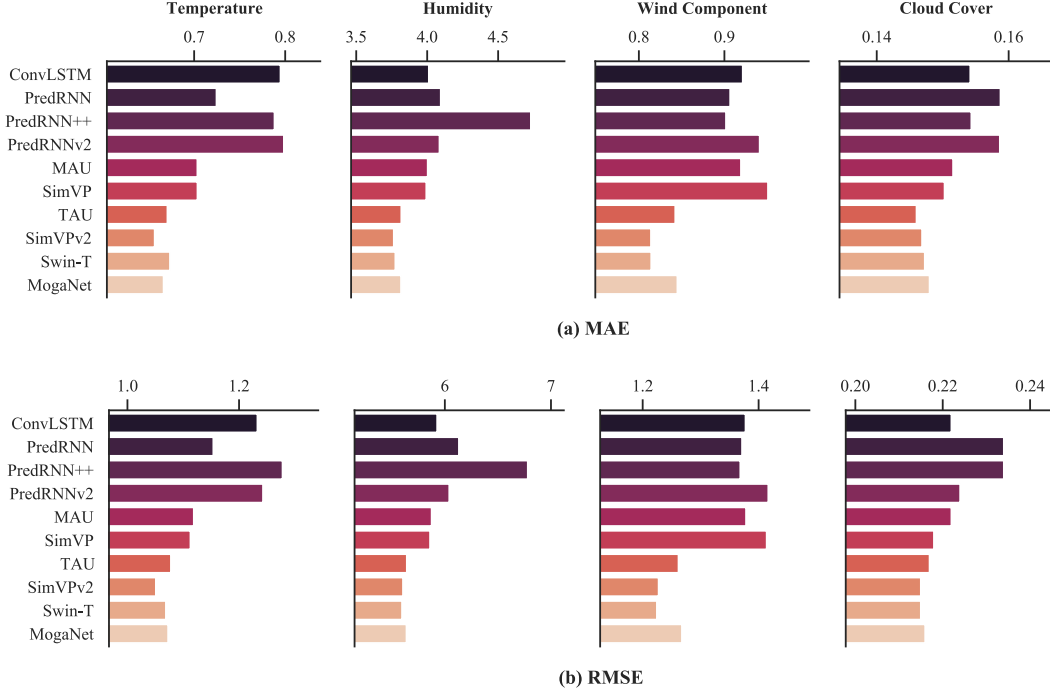 Temperature Humidity Wind Component Cloud Cover
0.7 0.8 3.5 4.0 4.5 0.8 0.9 0.14 0.16
ConvLSTM
PredRNN
PredRNN++
PredRNNv2
MAU
SimVP
TAU
SimVPv2
Swin-T
MogaNet
(a) MAE
1.0 1.2 6 7 1.2 1.4 0.20 0.22 0.24
ConvLSTM
PredRNN
PredRNN++
PredRNNv2
MAU
SimVP
TAU
SimVPv2
Swin-T
MogaNet
(b) RMSE